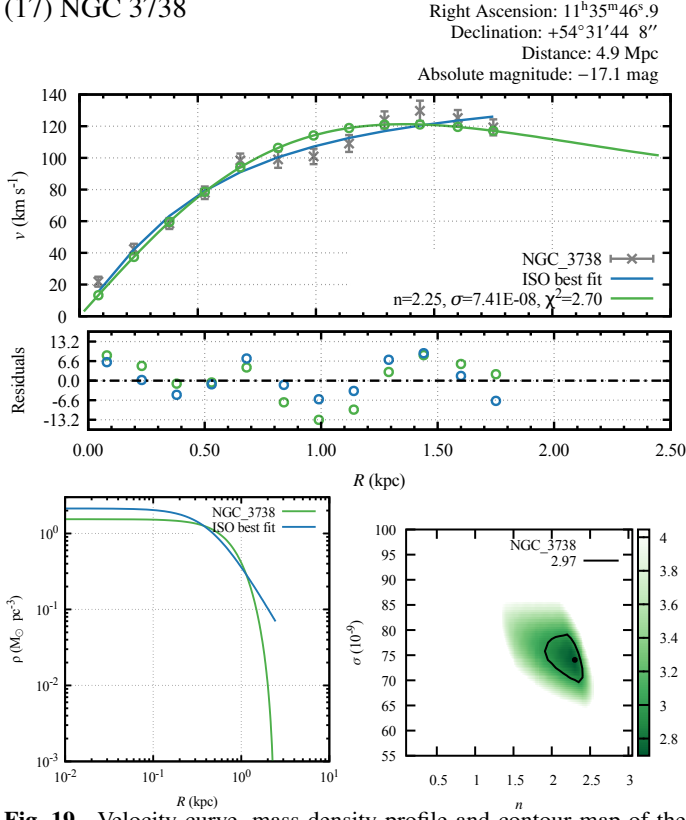 (17) NGC 3738
Right Ascension: 11ʰ35ᵐ46ˢ.9
Declination: +54°31′44 8″
Distance: 4.9 Mpc
Absolute magnitude: −17.1 mag
140
120
100
80
60
40
20
0
v (km s⁻¹)
NGC_3738
ISO best fit
n=2.25, σ=7.41E-08, χ²=2.70
13.2
6.6
0.0
-6.6
-13.2
Residuals
0.00 0.50 1.00 1.50 2.00 2.50
R (kpc)
NGC_3738
ISO best fit
10⁰
10⁻¹
10⁻²
10⁻³
ρ (M☉ pc⁻³)
10⁻² 10⁻¹ 10⁰ 10¹
R (kpc)
100
95
90
85
80
75
70
65
60
55
σ (10⁻⁹)
NGC_3738
2.97
0.5 1 1.5 2 2.5 3
n
4
3.8
3.6
3.4
3.2
3
2.8
Fig. 19. Velocity curve, mass density profile and contour map of the